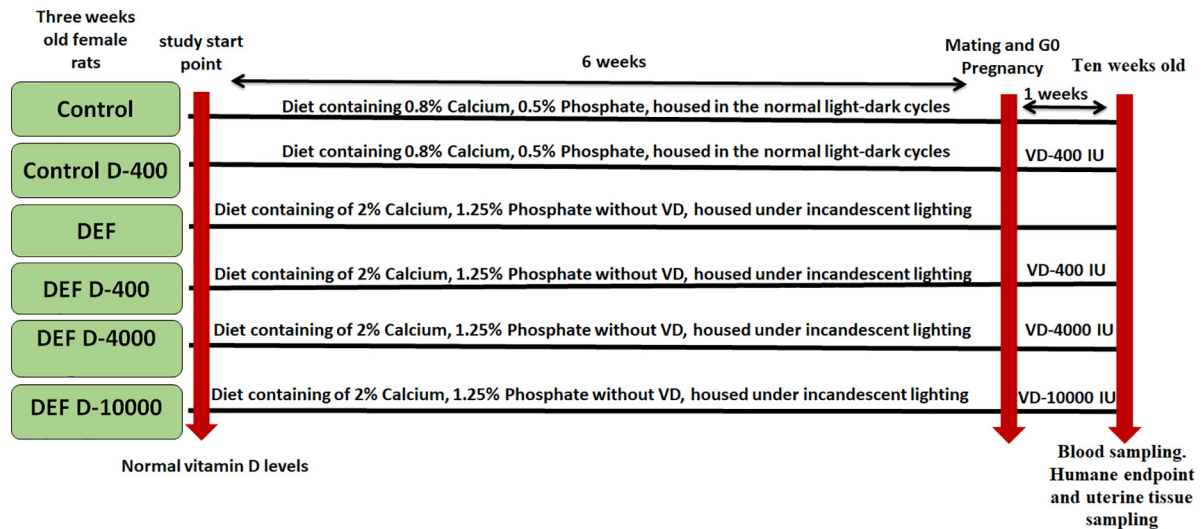 Three weeks
old female
rats
study start
point
6 weeks
Mating and G0
Pregnancy
Ten weeks old
1 weeks
Control
Diet containing 0.8% Calcium, 0.5% Phosphate, housed in the normal light-dark cycles
Control D-400
Diet containing 0.8% Calcium, 0.5% Phosphate, housed in the normal light-dark cycles
VD-400 IU
DEF
Diet containing of 2% Calcium, 1.25% Phosphate without VD, housed under incandescent lighting
DEF D-400
Diet containing of 2% Calcium, 1.25% Phosphate without VD, housed under incandescent lighting
VD-400 IU
DEF D-4000
Diet containing of 2% Calcium, 1.25% Phosphate without VD, housed under incandescent lighting
VD-4000 IU
DEF D-10000
Diet containing of 2% Calcium, 1.25% Phosphate without VD, housed under incandescent lighting
VD-10000 IU
Normal vitamin D levels
Blood sampling.
Humane endpoint
and uterine tissue
sampling